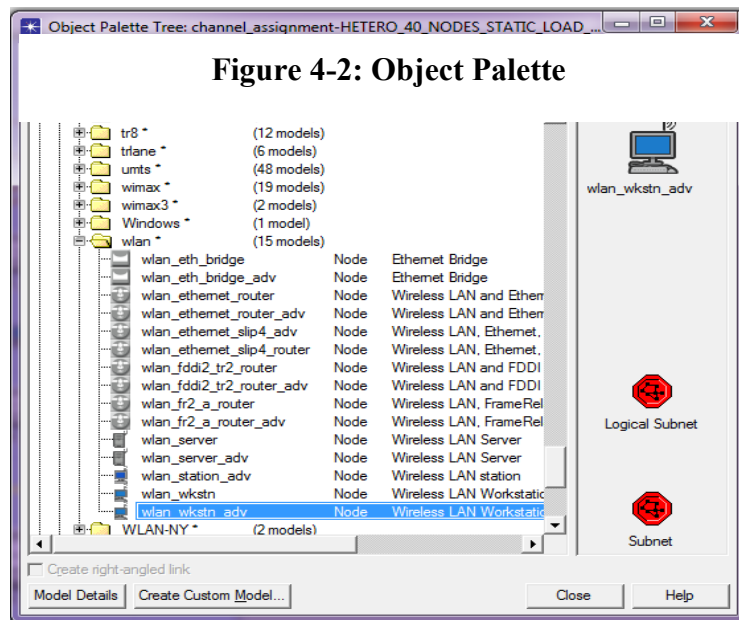 Object Palette Tree: channel_assignment-HETERO_40_NODES_STATIC_LOAD_...
Figure 4-2: Object Palette
tr8 * (12 models)
trlane * (6 models)
umts * (48 models)
wimax * (19 models)
wimax3 * (2 models)
Windows * (1 model)
wlan * (15 models)
wlan_eth_bridge Node Ethernet Bridge
wlan_eth_bridge_adv Node Ethernet Bridge
wlan_ethernet_router Node Wireless LAN and Ethern
wlan_ethernet_router_adv Node Wireless LAN and Ethern
wlan_ethernet_slip4_adv Node Wireless LAN, Ethernet,
wlan_ethernet_slip4_router Node Wireless LAN, Ethernet,
wlan_fddi2_tr2_router Node Wireless LAN and FDDI
wlan_fddi2_tr2_router_adv Node Wireless LAN and FDDI
wlan_fr2_a_router Node Wireless LAN, FrameRel
wlan_fr2_a_router_adv Node Wireless LAN, FrameRel
wlan_server Node Wireless LAN Server
wlan_server_adv Node Wireless LAN Server
wlan_station_adv Node Wireless LAN station
wlan_wkstn Node Wireless LAN Workstatic
wlan_wkstn_adv Node Wireless LAN Workstatic
WLAN-NY * (2 models)
wlan_wkstn_adv
Logical Subnet
Subnet
Create right-angled link
Model Details Create Custom Model... Close Help